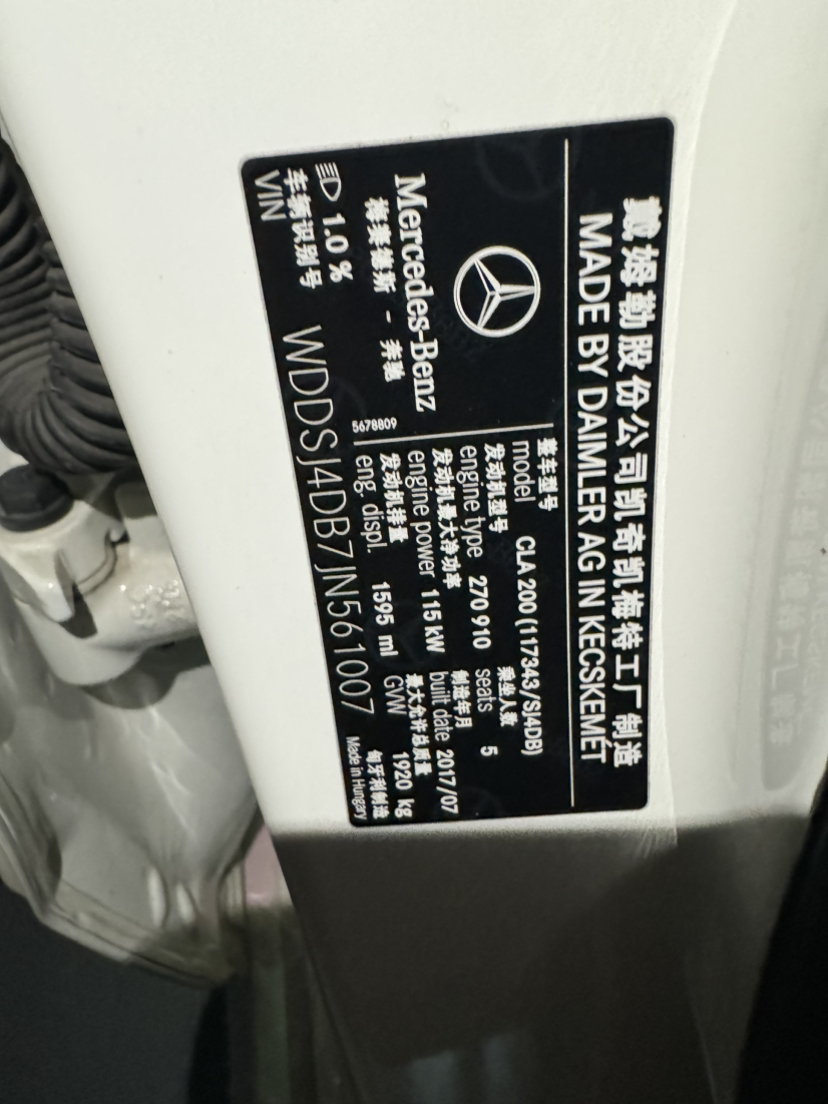 戴姆勒股份公司凯奇凯梅特工厂制造
MADE BY DAIMLER AG IN KECSKEMÉT
Mercedes-Benz
梅赛德斯 - 奔驰
5678809
整车型号
model CLA 200 (117343/SJ4DB)
发动机型号 乘坐人数
engine type 270 910 seats 5
发动机最大净功率 制造年月
engine power 115 kW built date 2017/07
发动机排量 最大允许总质量
eng. displ. 1595 ml GVW 1920 kg
1.0 %
匈牙利制造
Made in Hungary
车辆识别号
VIN WDDSJ4DB7JN561007